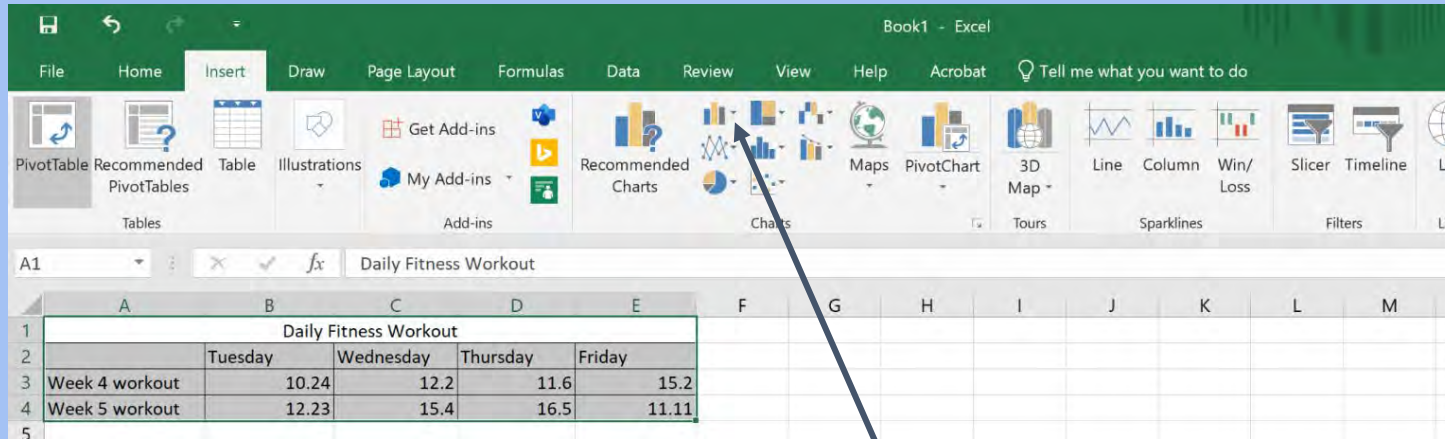 Book1 - Excel
File Home Insert Draw Page Layout Formulas Data Review View Help Acrobat Tell me what you want to do
PivotTable Recommended PivotTables Table Illustrations Get Add-ins My Add-ins Recommended Charts Maps PivotChart 3D Map Line Column Win/Loss Slicer Timeline
Tables Add-ins Charts Tours Sparklines Filters
A1 fx Daily Fitness Workout
A B C D E F G H I J K L M
1 Daily Fitness Workout
2 Tuesday Wednesday Thursday Friday
3 Week 4 workout 10.24 12.2 11.6 15.2
4 Week 5 workout 12.23 15.4 16.5 11.11
5